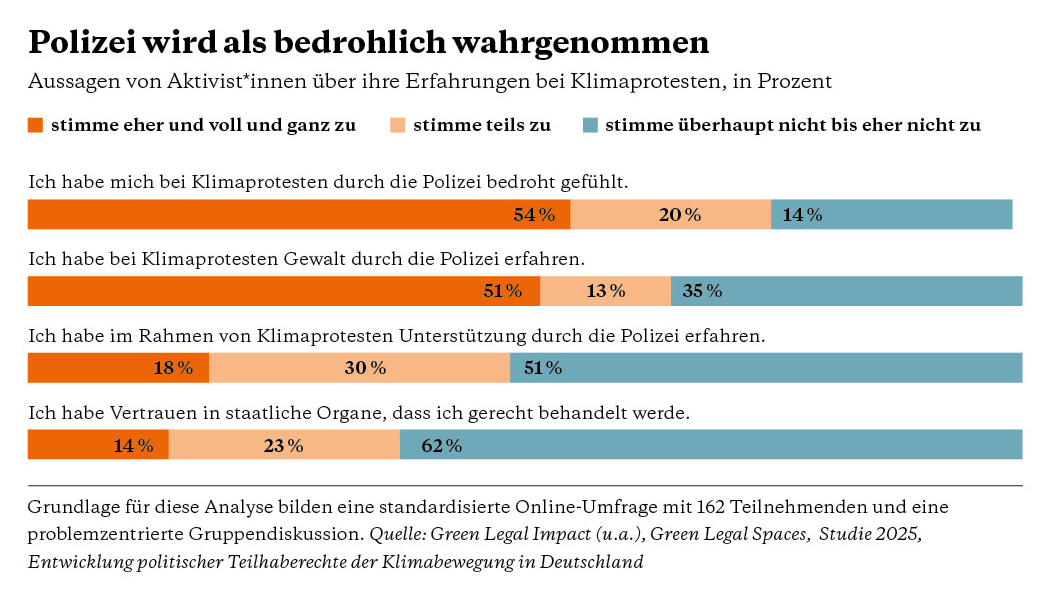 Polizei wird als bedrohlich wahrgenommen
Aussagen von Aktivist*innen über ihre Erfahrungen bei Klimaprotesten, in Prozent
stimme eher und voll und ganz zu stimme teils zu stimme überhaupt nicht bis eher nicht zu
Ich habe mich bei Klimaprotesten durch die Polizei bedroht gefühlt.
54 % 20 % 14 %
Ich habe bei Klimaprotesten Gewalt durch die Polizei erfahren.
51 % 13 % 35 %
Ich habe im Rahmen von Klimaprotesten Unterstützung durch die Polizei erfahren.
18 % 30 % 51 %
Ich habe Vertrauen in staatliche Organe, dass ich gerecht behandelt werde.
14 % 23 % 62 %
Grundlage für diese Analyse bilden eine standardisierte Online-Umfrage mit 162 Teilnehmenden und eine
problemzentrierte Gruppendiskussion. Quelle: Green Legal Impact (u.a.), Green Legal Spaces, Studie 2025,
Entwicklung politischer Teilhaberechte der Klimabewegung in Deutschland